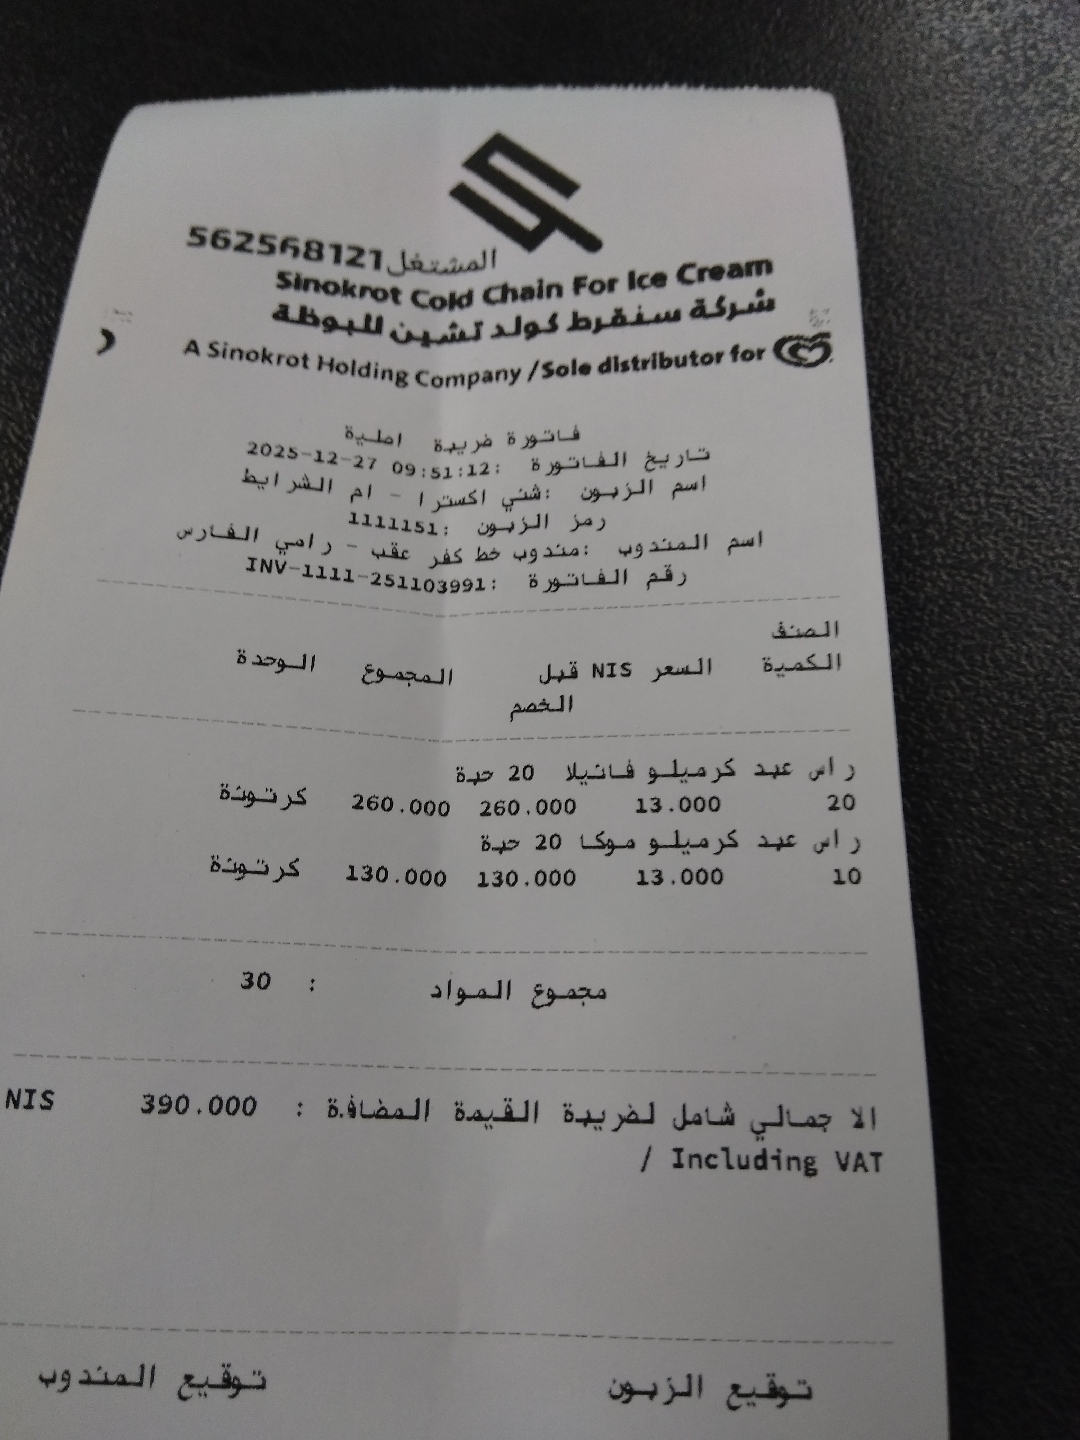 المشتغل 562568121
Sinokrot Cold Chain For Ice Cream
شركة سنقرط كولد تشين للبوظة
A Sinokrot Holding Company / Sole distributor for
فاتورة ضريبة اصلية
تاريخ الفاتورة :2025-12-27 09:51:12
اسم الزبون :شني اكسترا - ام الشرايط
رمز الزبون :1111151
اسم المندوب :مندوب خط كفر عقب - رامي الفارس
رقم الفاتورة :INV-1111-251103991
الصنف
الكمية السعر NIS قبل المجموع الوحدة
الخصم
راس عبد كرميلو فانيلا 20 حبة
20 13.000 260.000 260.000 كرتونة
راس عبد كرميلو موكا 20 حبة
10 13.000 130.000 130.000 كرتونة
مجموع المواد : 30
الاجمالي شامل لضريبة القيمة المضافة : 390.000 NIS
/ Including VAT
توقيع الزبون توقيع المندوب